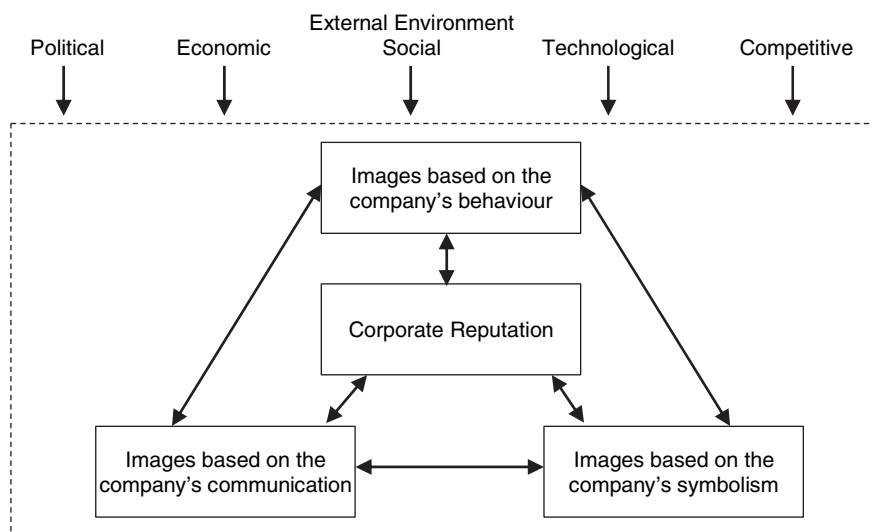 External Environment
Political Economic Social Technological Competitive
Images based on the
company's behaviour
Corporate Reputation
Images based on the
company's communication
Images based on the
company's symbolism